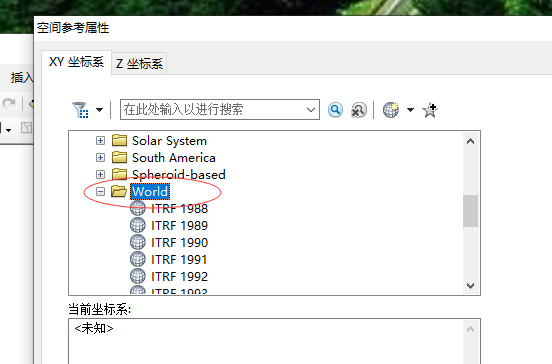 空间参考属性
插入
XY 坐标系
Z 坐标系
在此处输入以进行搜索
Solar System
South America
Spheroid-based
World
ITRF 1988
ITRF 1989
ITRF 1990
ITRF 1991
ITRF 1992
ITRF 1993
当前坐标系:
<未知>